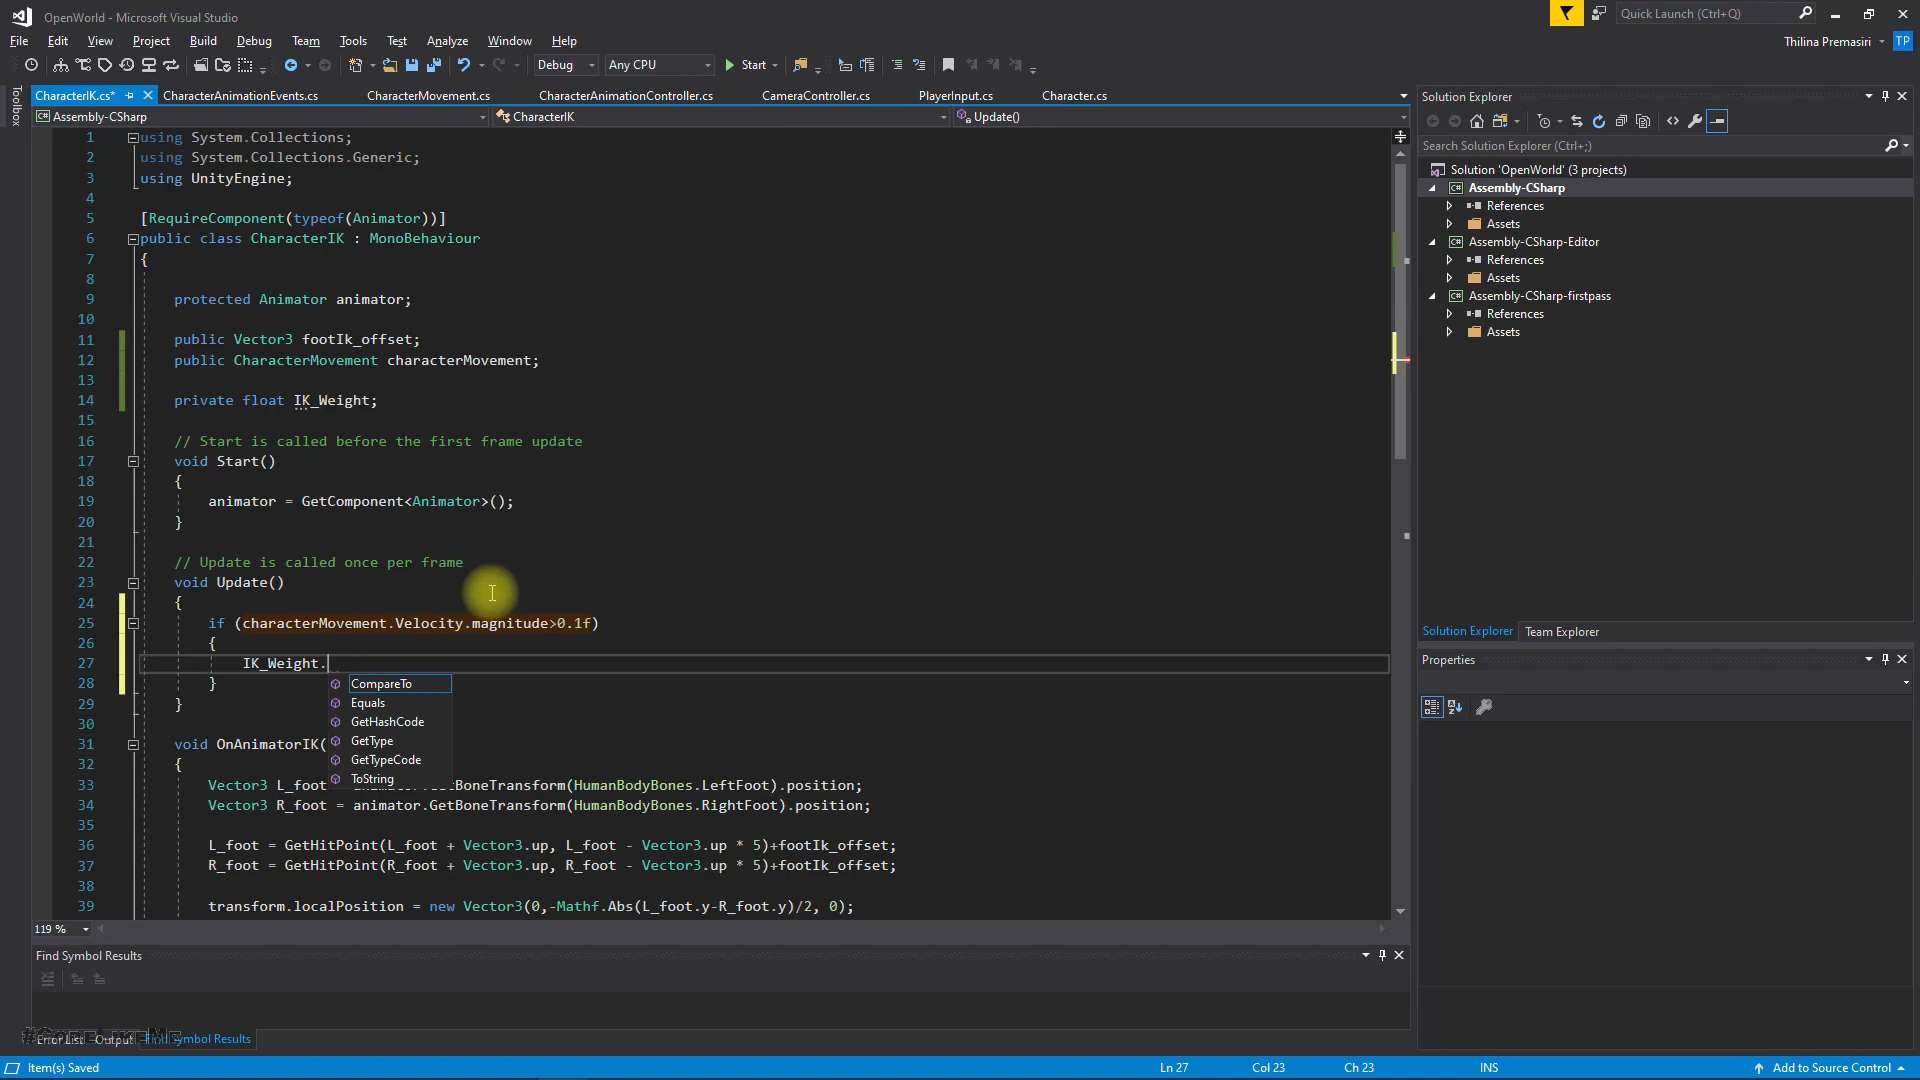 OpenWorld - Microsoft Visual Studio
Quick Launch (Ctrl+Q)
File Edit View Project Build Debug Team Tools Test Analyze Window Help
Thilina Premasiri TP
Debug Any CPU Start
Toolbox
CharacterIK.cs* CharacterAnimationEvents.cs CharacterMovement.cs CharacterAnimationController.cs CameraController.cs PlayerInput.cs Character.cs
Assembly-CSharp CharacterIK Update()
1 using System.Collections;
2 using System.Collections.Generic;
3 using UnityEngine;
4
5 [RequireComponent(typeof(Animator))]
6 public class CharacterIK : MonoBehaviour
7 {
8
9 protected Animator animator;
10
11 public Vector3 footIk_offset;
12 public CharacterMovement characterMovement;
13
14 private float IK_Weight;
15
16 // Start is called before the first frame update
17 void Start()
18 {
19 animator = GetComponent<Animator>();
20 }
21
22 // Update is called once per frame
23 void Update()
24 {
25 if (characterMovement.Velocity.magnitude>0.1f)
26 {
27 IK_Weight.
28 }
CompareTo
29 }
Equals
30
GetHashCode
31 void OnAnimatorIK(
GetType
32 {
GetTypeCode
33 Vector3 L_foot BoneTransform(HumanBodyBones.LeftFoot).position;
ToString
34 Vector3 R_foot = animator.GetBoneTransform(HumanBodyBones.RightFoot).position;
35
36 L_foot = GetHitPoint(L_foot + Vector3.up, L_foot - Vector3.up * 5)+footIk_offset;
37 R_foot = GetHitPoint(R_foot + Vector3.up, R_foot - Vector3.up * 5)+footIk_offset;
38
39 transform.localPosition = new Vector3(0,-Mathf.Abs(L_foot.y-R_foot.y)/2, 0);
119 %
Find Symbol Results
Error List Output Find Symbol Results
Solution Explorer
Search Solution Explorer (Ctrl+;)
Solution 'OpenWorld' (3 projects)
Assembly-CSharp
References
Assets
Assembly-CSharp-Editor
References
Assets
Assembly-CSharp-firstpass
References
Assets
Solution Explorer Team Explorer
Properties
Item(s) Saved Ln 27 Col 23 Ch 23 INS Add to Source Control